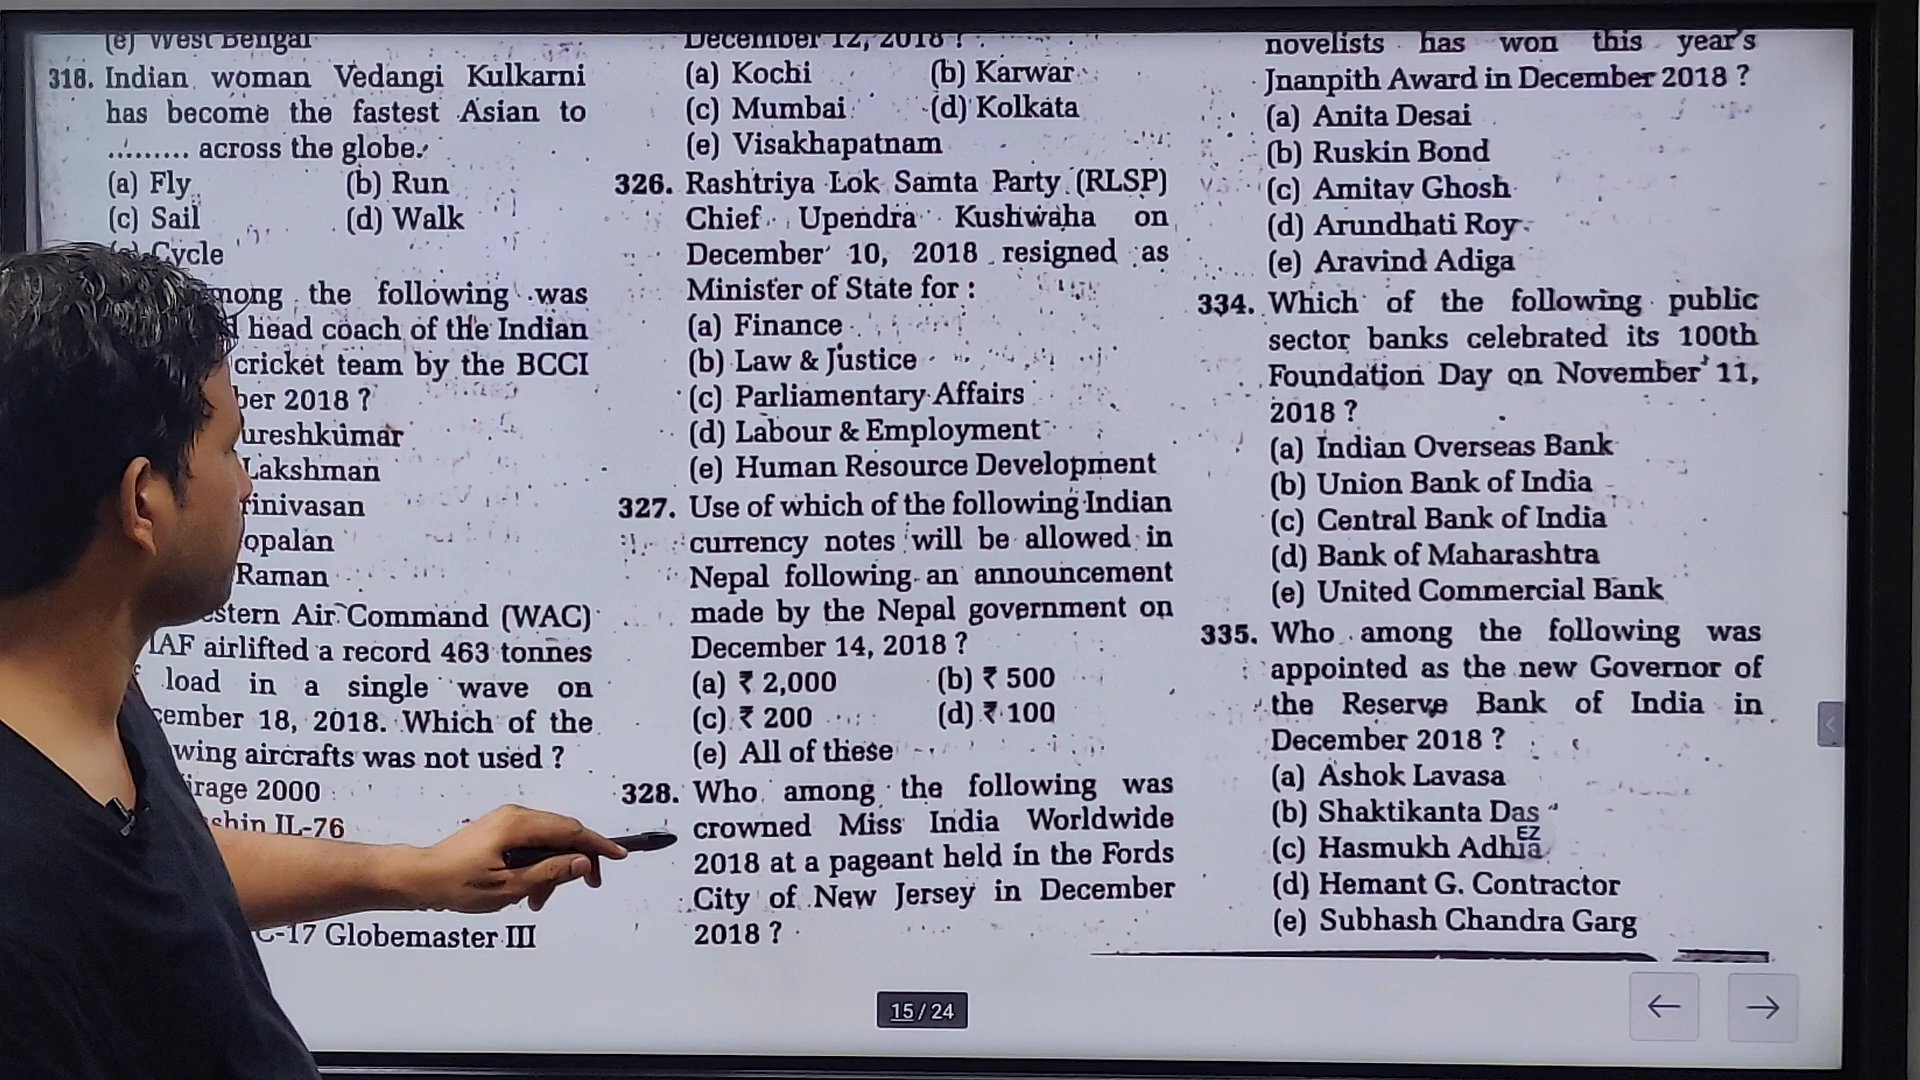 (e) West Bengal
318. Indian woman Vedangi Kulkarni
has become the fastest Asian to
......... across the globe.
(a) Fly (b) Run
(c) Sail (d) Walk
Cycle
the following was
head coach of the Indian
cricket team by the BCCI
ber 2018 ?
ureshkumar
Lakshman
rinivasan
opalan
Raman
stern Air Command (WAC)
IAF airlifted a record 463 tonnes
load in a single wave on
cember 18, 2018. Which of the
wing aircrafts was not used ?
irage 2000
shin IL-76
C-17 Globemaster III
December 12, 2018 ?
(a) Kochi (b) Karwar
(c) Mumbai (d) Kolkata
(e) Visakhapatnam
326. Rashtriya Lok Samta Party (RLSP)
Chief Upendra Kushwaha on
December 10, 2018 resigned as
Minister of State for :
(a) Finance
(b) Law & Justice
(c) Parliamentary Affairs
(d) Labour & Employment
(e) Human Resource Development
327. Use of which of the following Indian
currency notes will be allowed in
Nepal following an announcement
made by the Nepal government on
December 14, 2018 ?
(a) ₹ 2,000 (b) ₹ 500
(c) ₹ 200 (d) ₹ 100
(e) All of these
328. Who among the following was
crowned Miss India Worldwide
2018 at a pageant held in the Fords
City of New Jersey in December
2018 ?
novelists has won this year's
Jnanpith Award in December 2018 ?
(a) Anita Desai
(b) Ruskin Bond
(c) Amitav Ghosh
(d) Arundhati Roy
(e) Aravind Adiga
334. Which of the following public
sector banks celebrated its 100th
Foundation Day on November 11,
2018 ?
(a) Indian Overseas Bank
(b) Union Bank of India
(c) Central Bank of India
(d) Bank of Maharashtra
(e) United Commercial Bank
335. Who among the following was
appointed as the new Governor of
the Reserve Bank of India in
December 2018 ?
(a) Ashok Lavasa
(b) Shaktikanta Das
EZ
(c) Hasmukh Adhia
(d) Hemant G. Contractor
(e) Subhash Chandra Garg
15 / 24